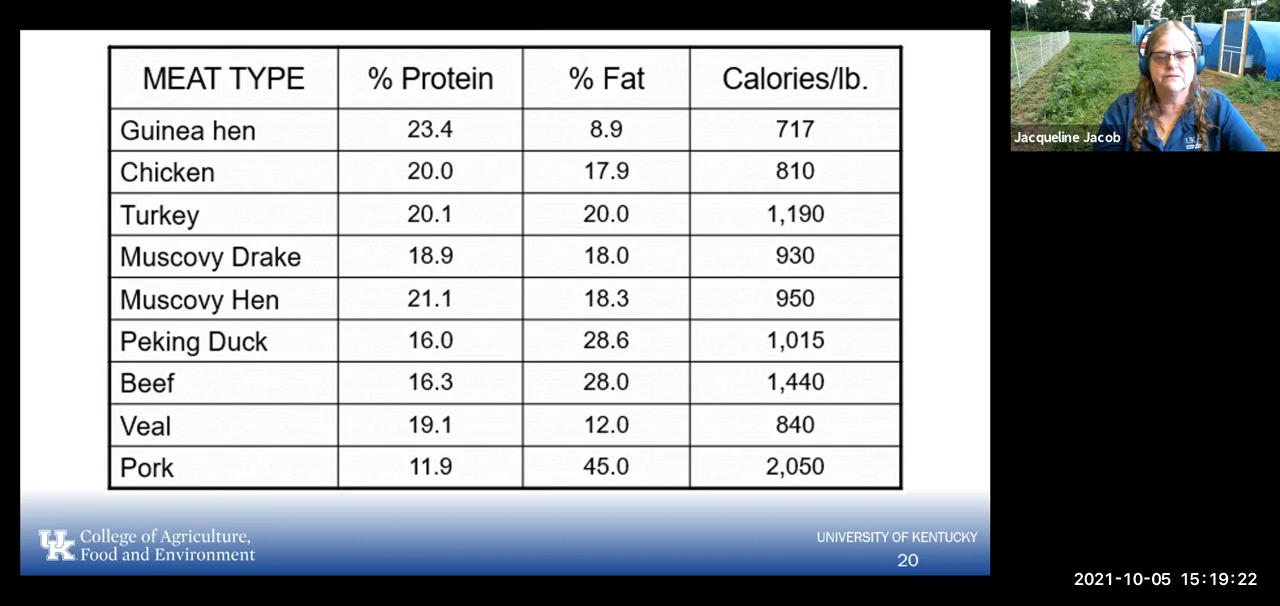 MEAT TYPE % Protein % Fat Calories/lb.
Guinea hen 23.4 8.9 717
Chicken 20.0 17.9 810
Turkey 20.1 20.0 1,190
Muscovy Drake 18.9 18.0 930
Muscovy Hen 21.1 18.3 950
Peking Duck 16.0 28.6 1,015
Beef 16.3 28.0 1,440
Veal 19.1 12.0 840
Pork 11.9 45.0 2,050
UK College of Agriculture,
Food and Environment
UNIVERSITY OF KENTUCKY
20
Jacqueline Jacob
UK
2021-10-05 15:19:22